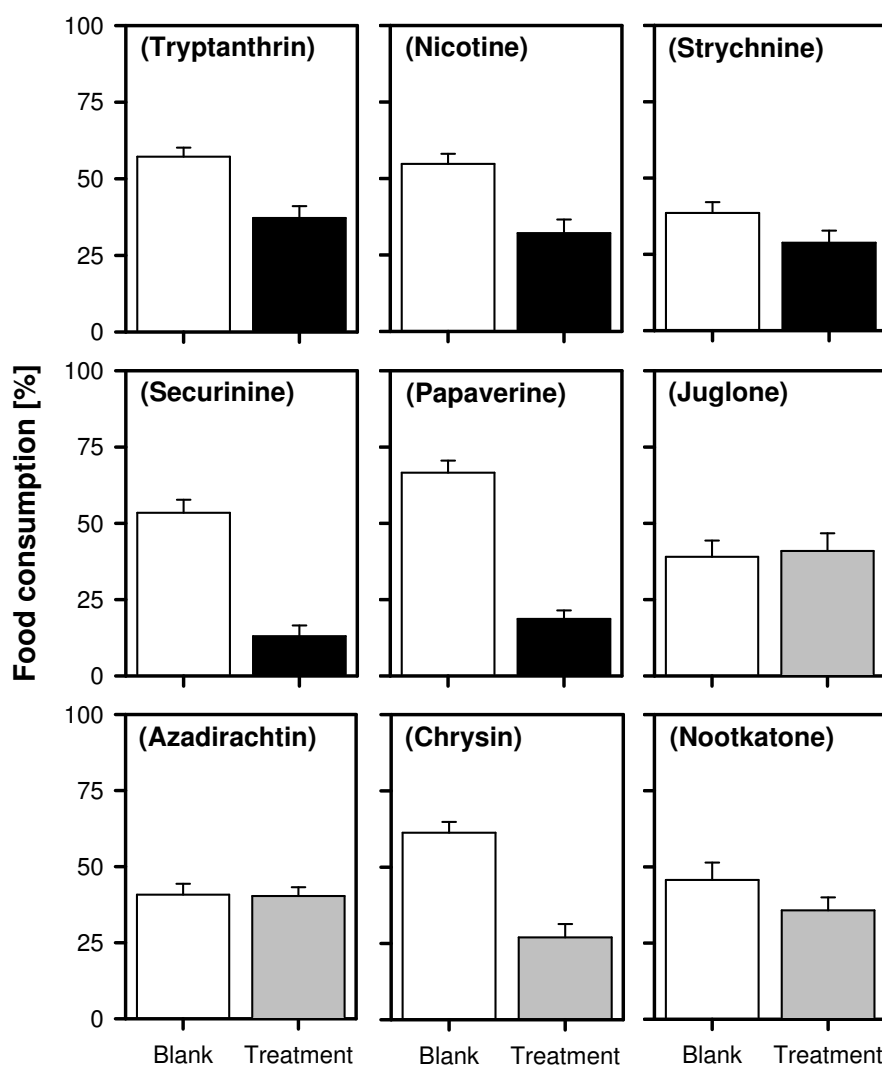 100
75
50
25
0
(Tryptanthrin)
(Nicotine)
(Strychnine)
Food consumption [%]
100
75
50
25
0
(Securinine)
(Papaverine)
(Juglone)
100
75
50
25
0
(Azadirachtin)
(Chrysin)
(Nootkatone)
Blank Treatment
Blank Treatment
Blank Treatment